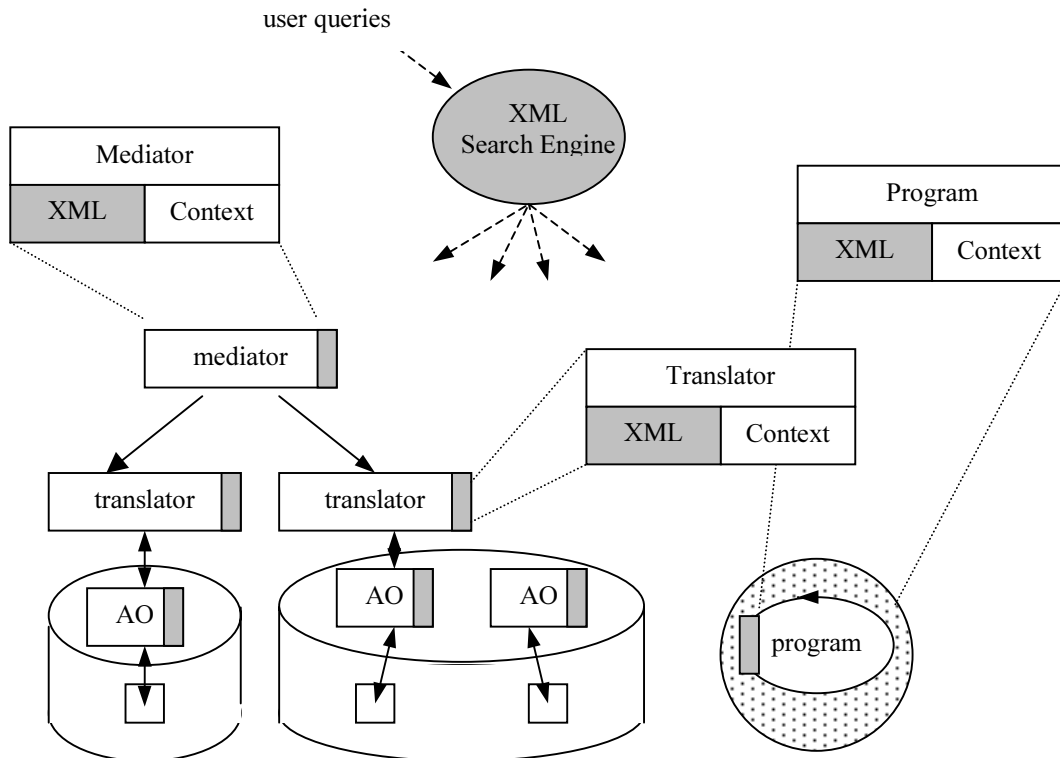 user queries
XML
Search Engine
Mediator
XML Context
Program
XML Context
mediator
Translator
XML Context
translator
translator
AO
AO
AO
program